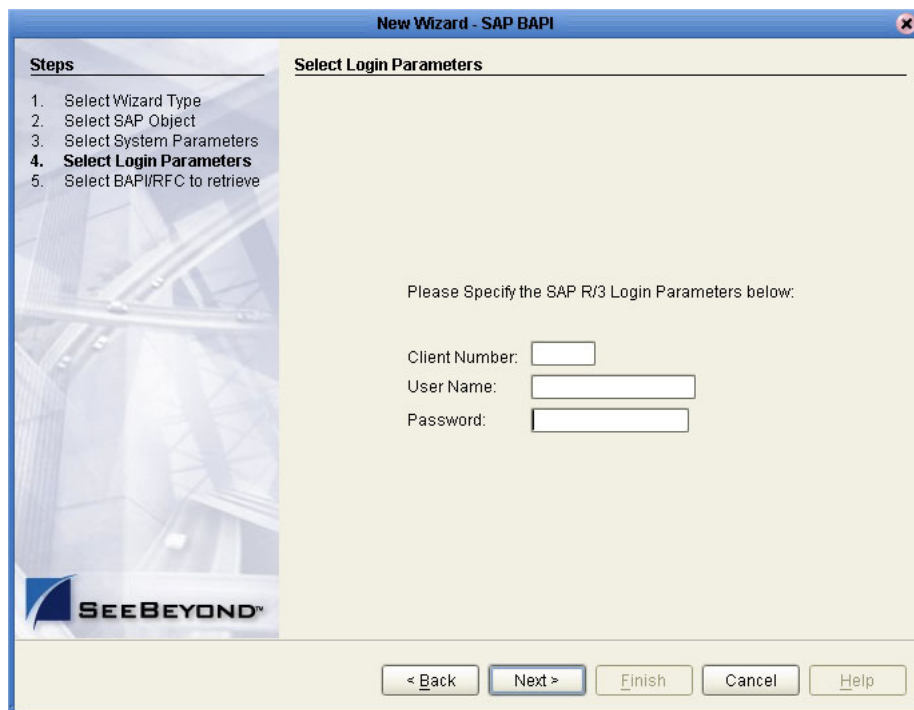 New Wizard - SAP BAPI
Steps
1. Select Wizard Type
2. Select SAP Object
3. Select System Parameters
4. Select Login Parameters
5. Select BAPI/RFC to retrieve
SEEBEYOND™
Select Login Parameters
Please Specify the SAP R/3 Login Parameters below:
Client Number:
User Name:
Password:
< Back Next > Finish Cancel Help